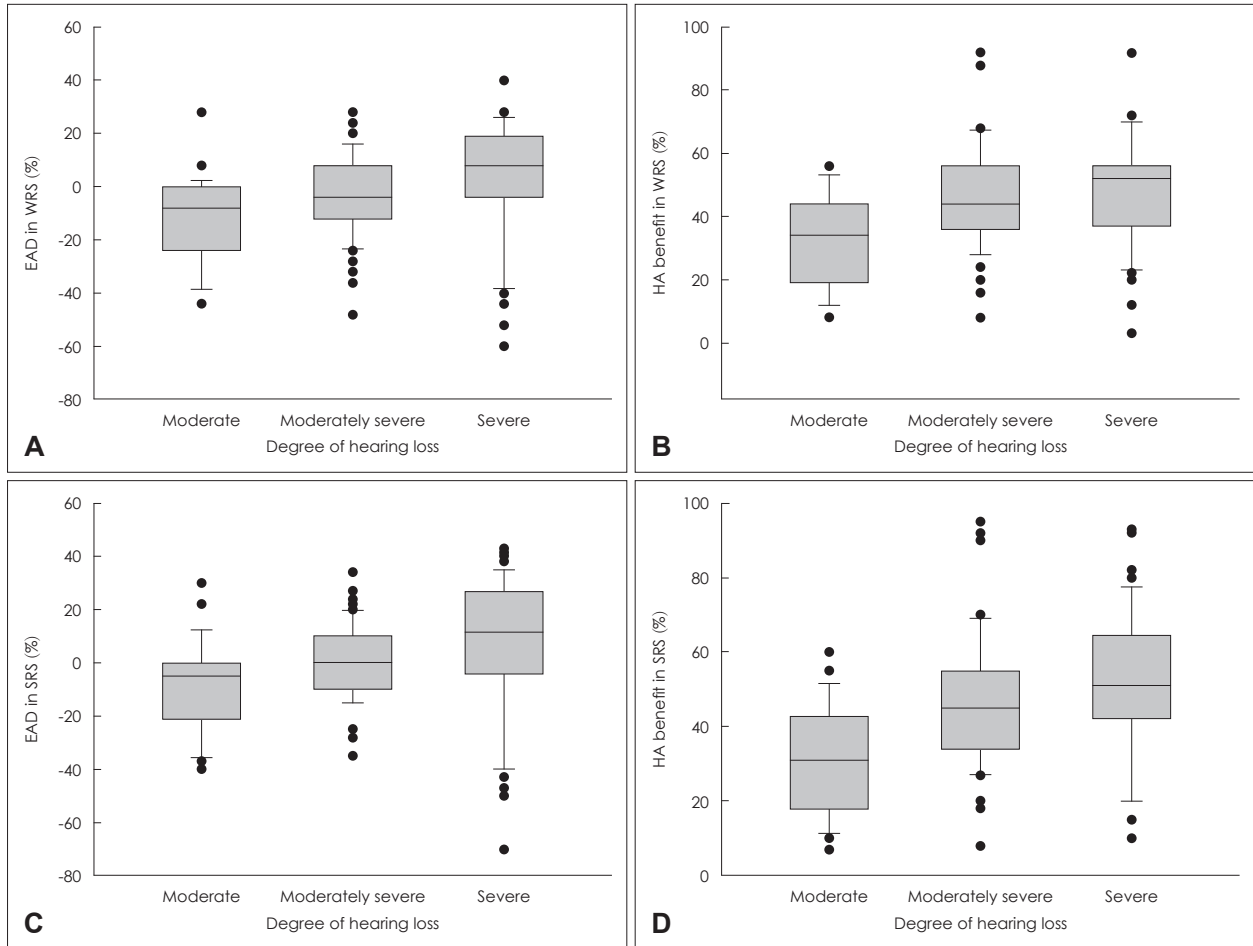 60
40
20
0
-20
-40
-60
-80
EAD in WRS (%)
Moderate Moderately severe Severe
Degree of hearing loss
A
100
80
60
40
20
0
HA benefit in WRS (%)
Moderate Moderately severe Severe
Degree of hearing loss
B
60
40
20
0
-20
-40
-60
-80
EAD in SRS (%)
Moderate Moderately severe Severe
Degree of hearing loss
C
100
80
60
40
20
0
HA benefit in SRS (%)
Moderate Moderately severe Severe
Degree of hearing loss
D